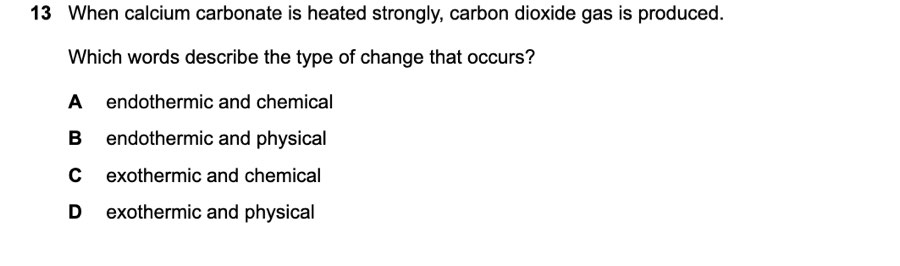 13 When calcium carbonate is heated strongly, carbon dioxide gas is produced.
Which words describe the type of change that occurs?
A endothermic and chemical
B endothermic and physical
C exothermic and chemical
D exothermic and physical